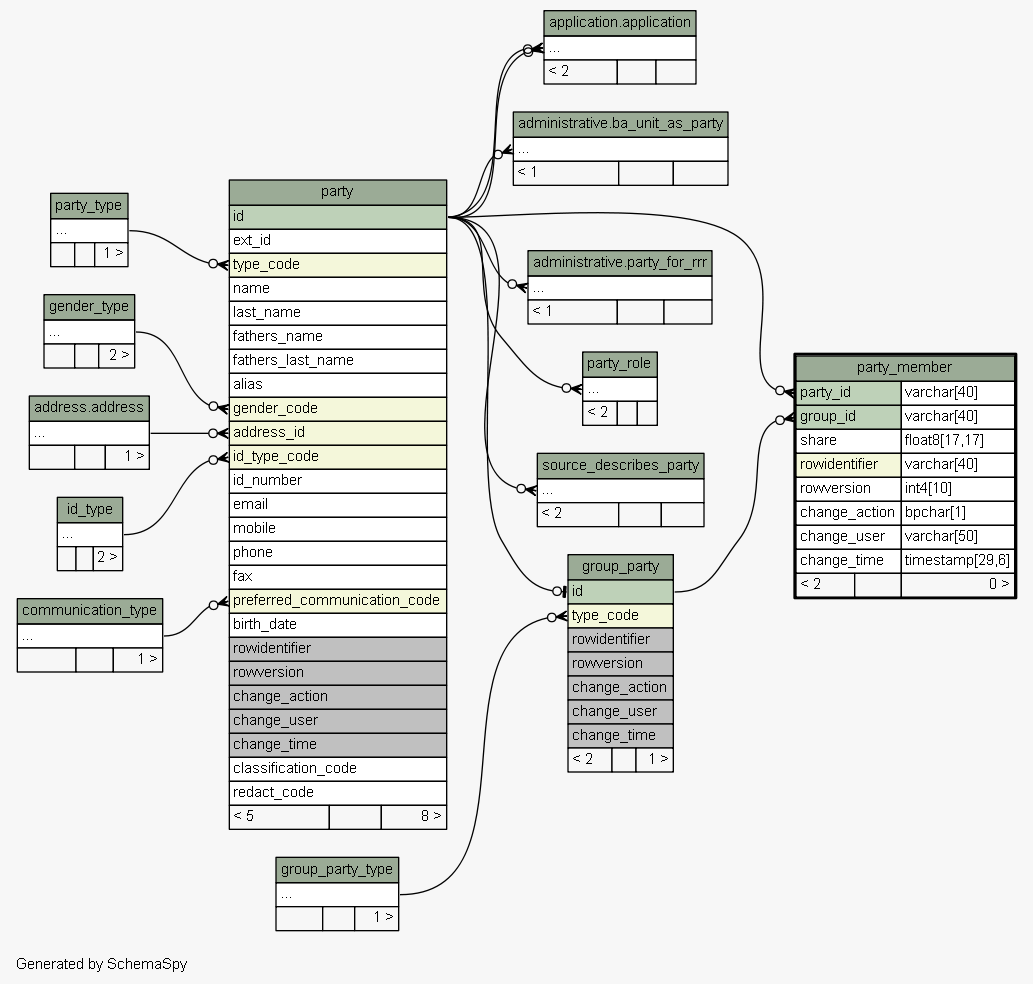 application.application
...
< 2
administrative.ba_unit_as_party
...
< 1
party
id
ext_id
type_code
name
last_name
fathers_name
fathers_last_name
alias
gender_code
address_id
id_type_code
id_number
email
mobile
phone
fax
preferred_communication_code
birth_date
rowidentifier
rowversion
change_action
change_user
change_time
classification_code
redact_code
< 5 8 >
party_type
...
1 >
gender_type
...
2 >
address.address
...
1 >
id_type
...
2 >
communication_type
...
1 >
administrative.party_for_rrr
...
< 1
party_role
...
< 2
source_describes_party
...
< 2
group_party
id
type_code
rowidentifier
rowversion
change_action
change_user
change_time
< 2 1 >
party_member
party_id varchar[40]
group_id varchar[40]
share float8[17,17]
rowidentifier varchar[40]
rowversion int4[10]
change_action bpchar[1]
change_user varchar[50]
change_time timestamp[29,6]
< 2 0 >
group_party_type
...
1 >
Generated by SchemaSpy